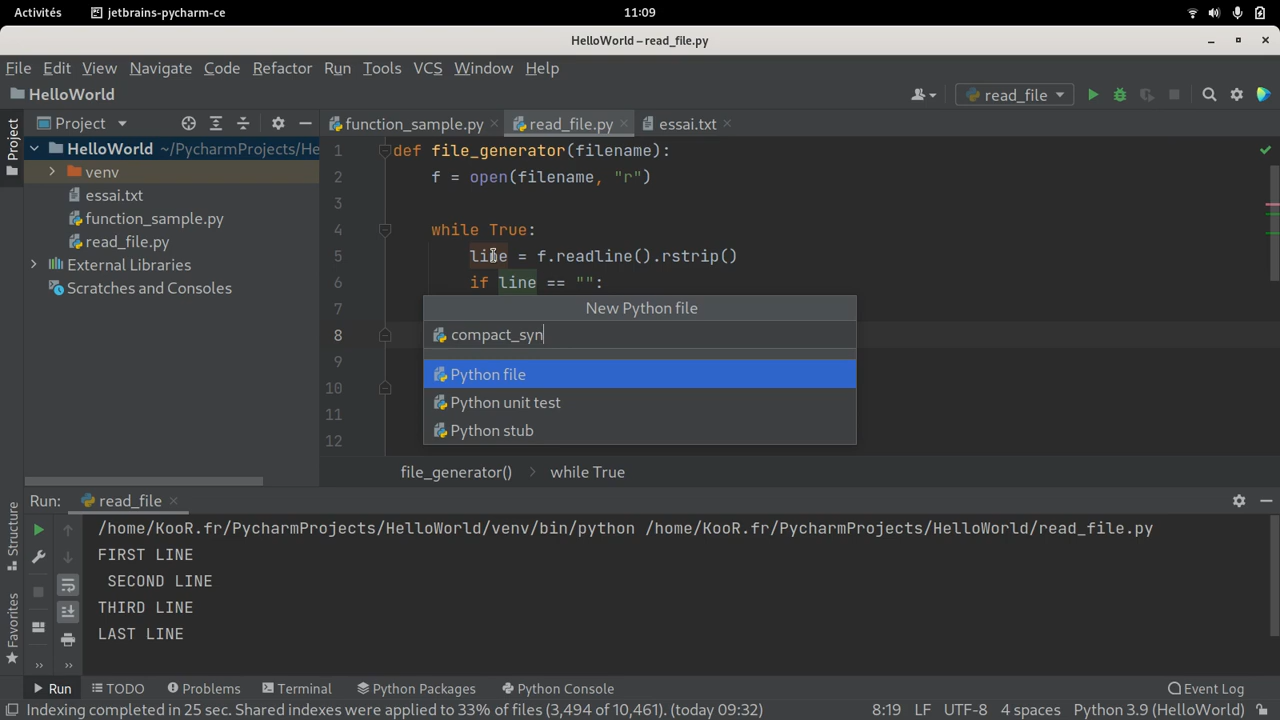 Activités jetbrains-pycharm-ce 11:09
HelloWorld – read_file.py
File Edit View Navigate Code Refactor Run Tools VCS Window Help
HelloWorld read_file
Project Project function_sample.py read_file.py essai.txt
HelloWorld ~/PycharmProjects/He
venv
essai.txt
function_sample.py
read_file.py
External Libraries
Scratches and Consoles
1 def file_generator(filename):
2 f = open(filename, "r")
3
4 while True:
5 line = f.readline().rstrip()
6 if line == "":
7
8
9
10
11
12
New Python file
compact_syn
Python file
Python unit test
Python stub
file_generator() while True
Run: read_file
/home/KooR.fr/PycharmProjects/HelloWorld/venv/bin/python /home/KooR.fr/PycharmProjects/HelloWorld/read_file.py
FIRST LINE
SECOND LINE
THIRD LINE
LAST LINE
Structure
Favorites
Run TODO Problems Terminal Python Packages Python Console Event Log
Indexing completed in 25 sec. Shared indexes were applied to 33% of files (3,494 of 10,461). (today 09:32) 8:19 LF UTF-8 4 spaces Python 3.9 (HelloWorld)